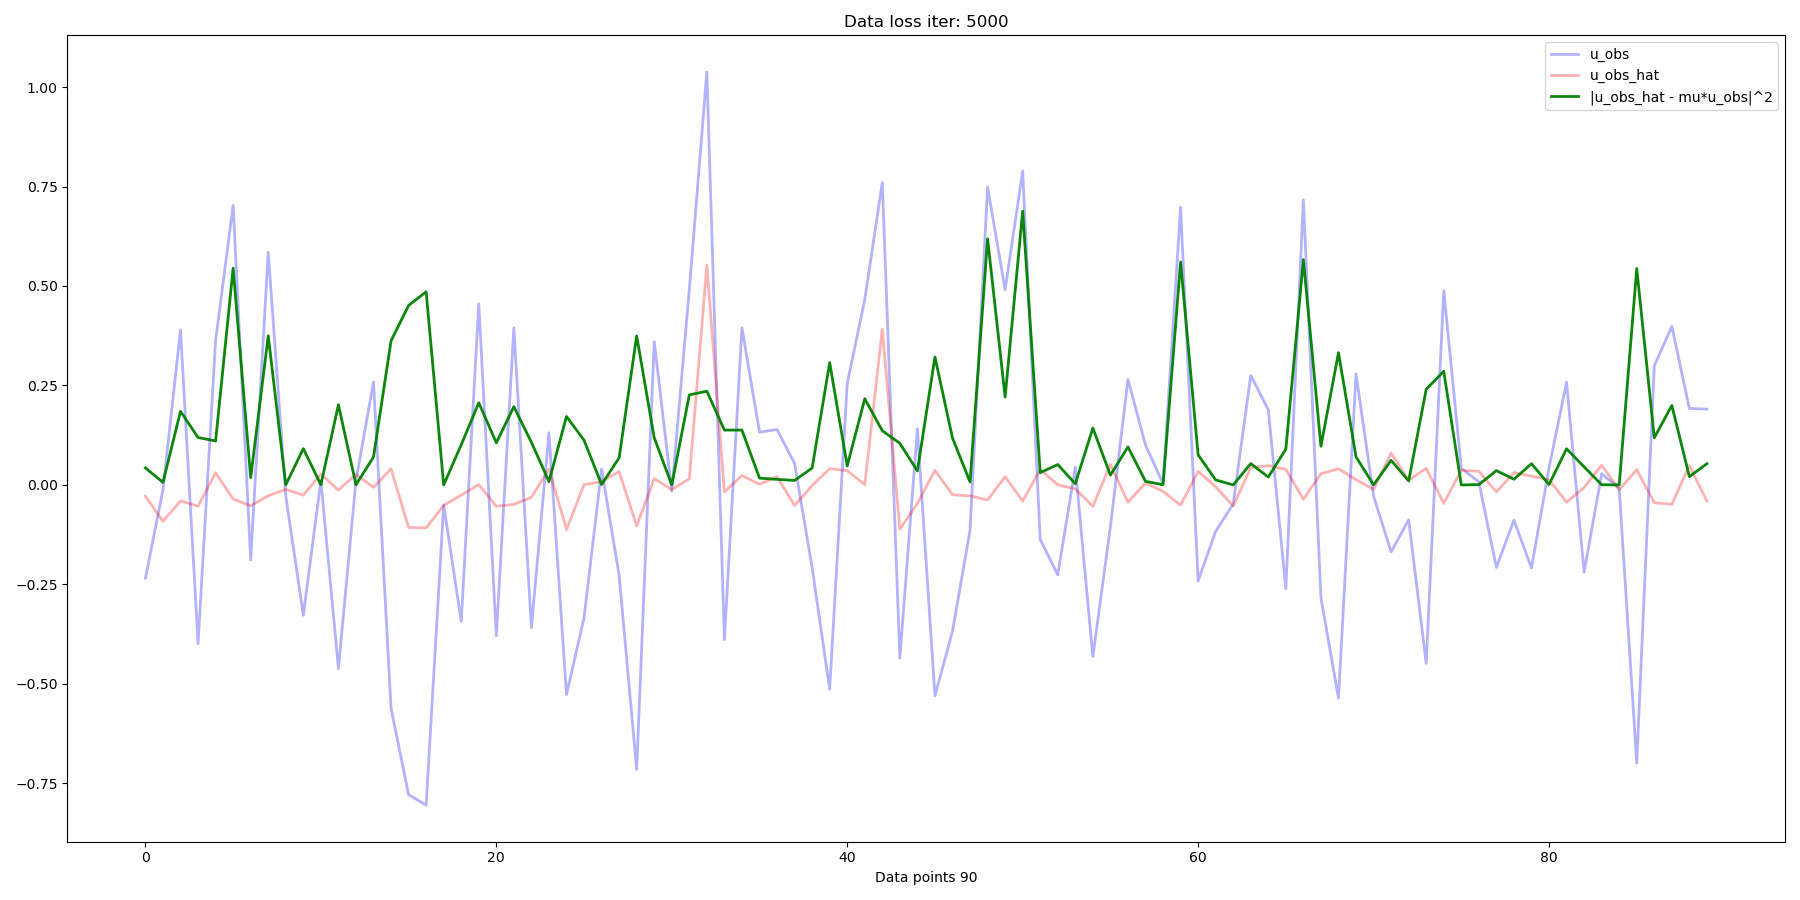 Data loss iter: 5000
u_obs
u_obs_hat
|u_obs_hat - mu*u_obs|^2
1.00
0.75
0.50
0.25
0.00
−0.25
−0.50
−0.75
0 20 40 60 80
Data points 90